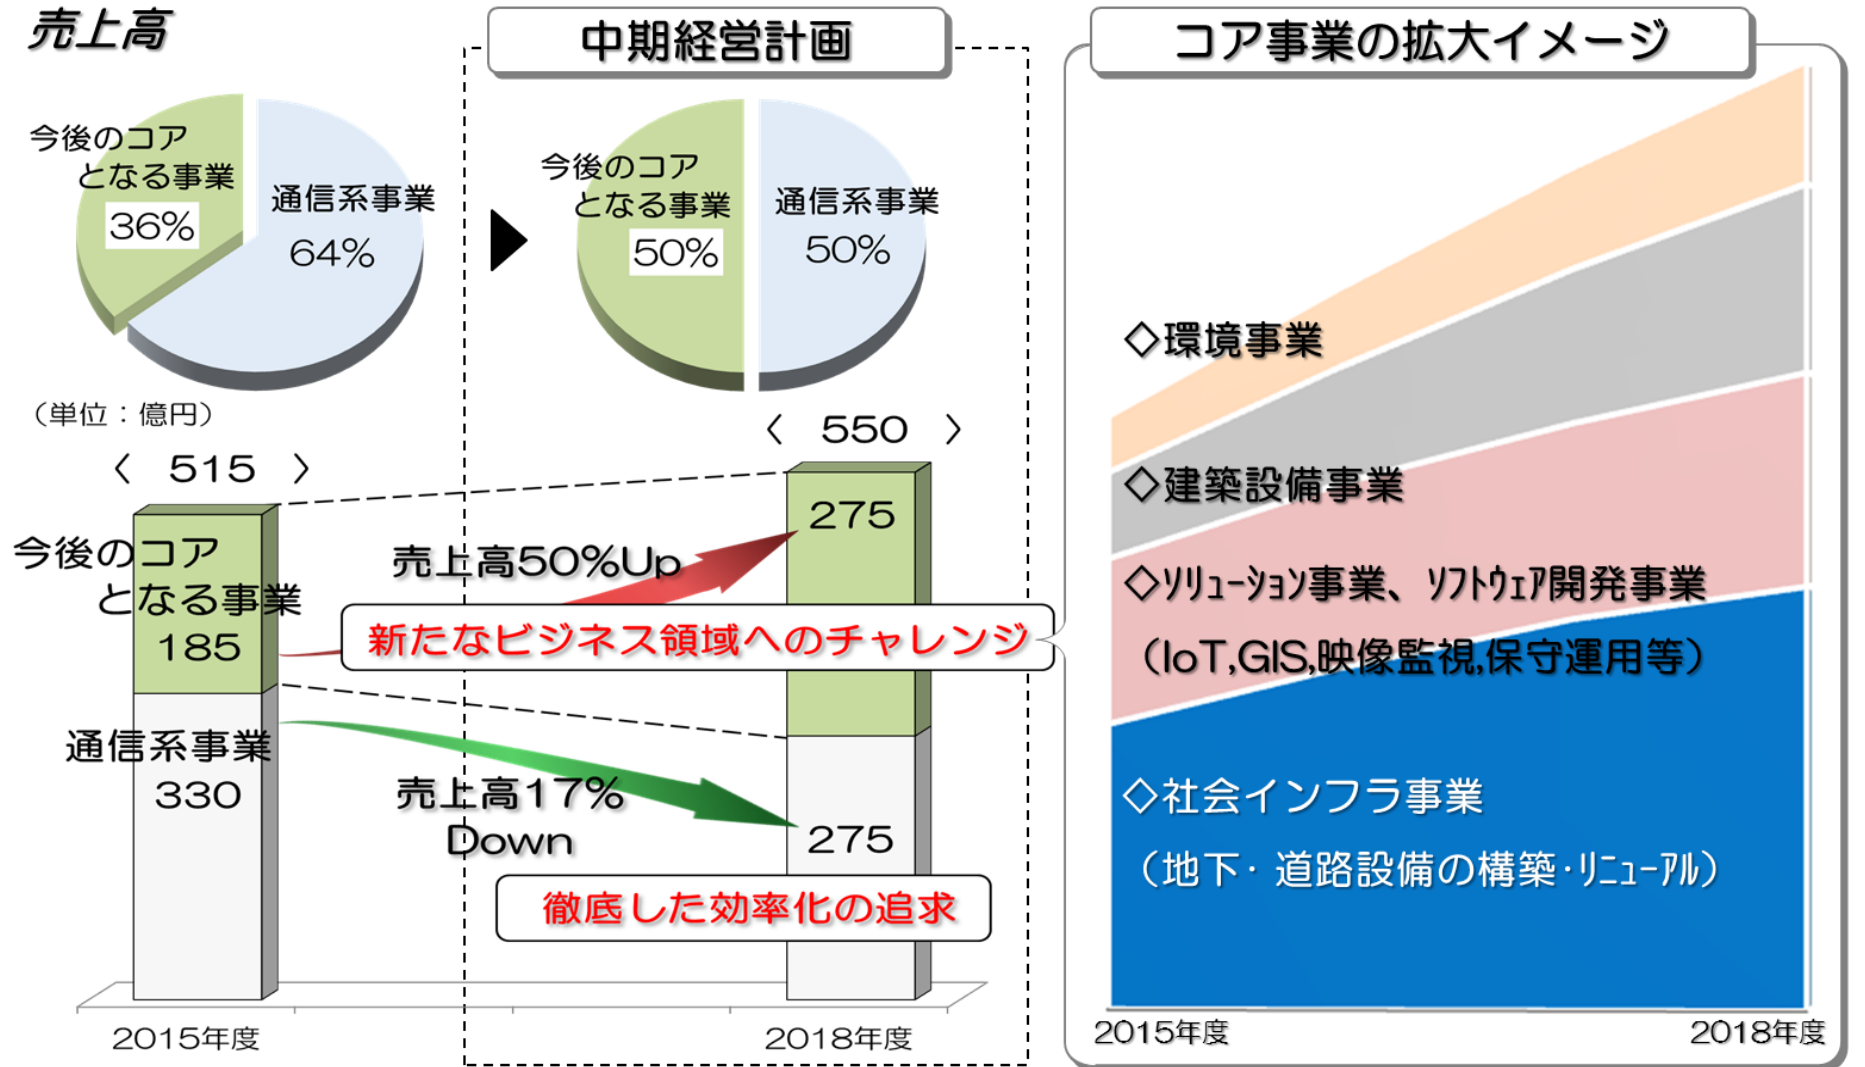 売上高
中期経営計画
コア事業の拡大イメージ
今後のコア
となる事業
36%
通信系事業
64%
今後のコア
となる事業
50%
通信系事業
50%
（単位：億円）
〈 515 〉
〈 550 〉
今後のコア
となる事業
185
通信系事業
330
売上高50%Up
275
新たなビジネス領域へのチャレンジ
売上高17%
Down
275
徹底した効率化の追求
2015年度
2018年度
◇環境事業
◇建築設備事業
◇ｿﾘｭｰｼｮﾝ事業、ｿﾌﾄｳｪｱ開発事業
（IoT,GIS,映像監視,保守運用等）
◇社会インフラ事業
（地下・道路設備の構築･ﾘﾆｭｰｱﾙ）
2015年度
2018年度